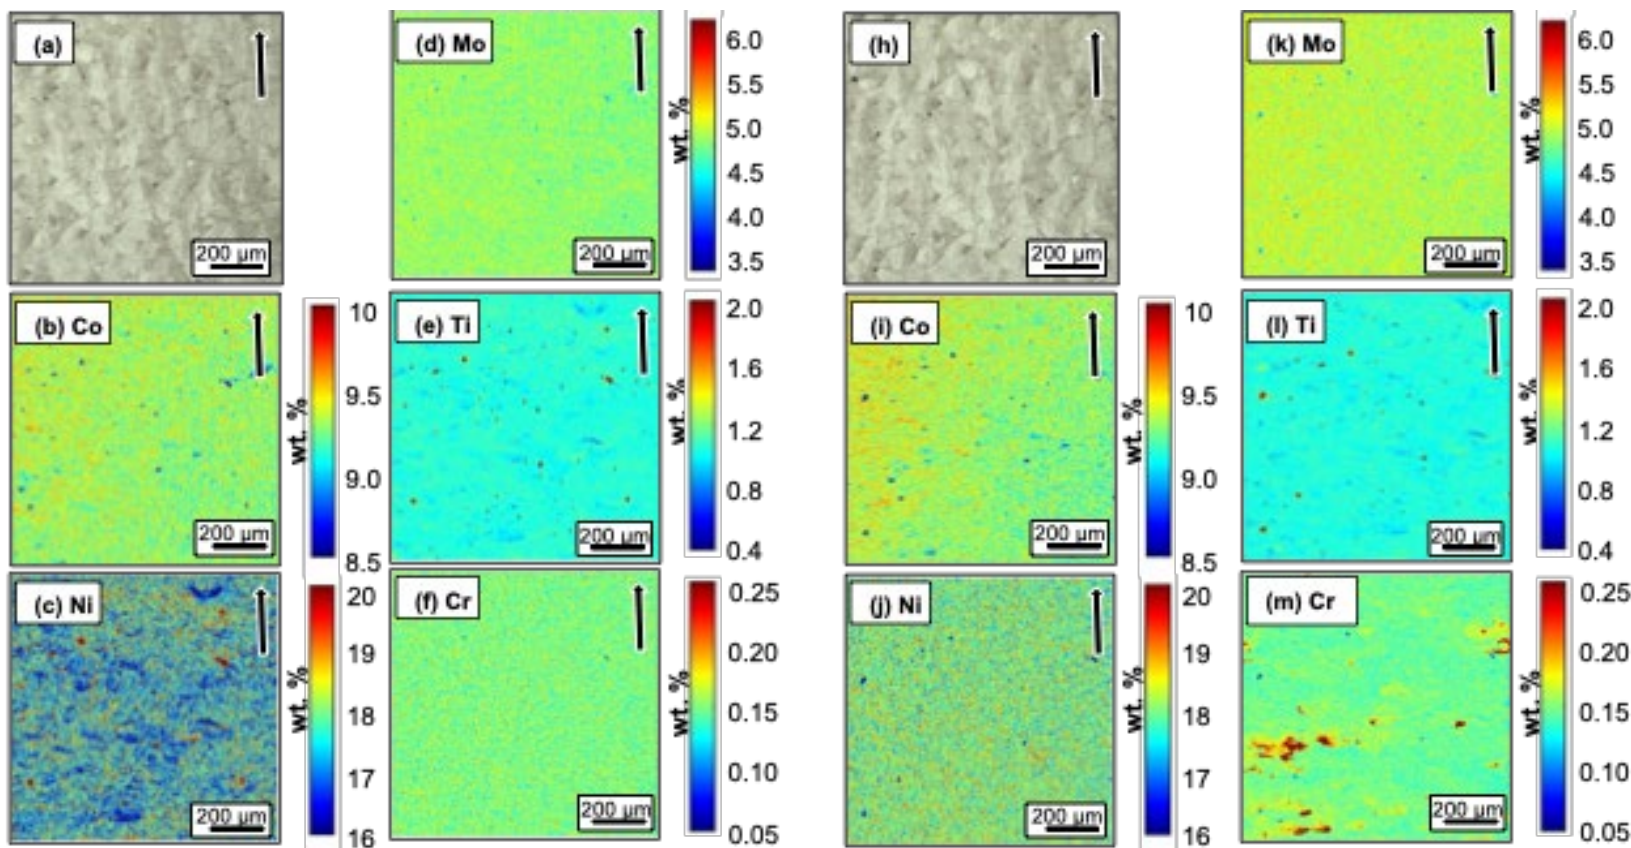 (a)
200 µm
(d) Mo
200 µm
6.0
5.5
5.0
4.5
4.0
3.5
wt. %
(h)
200 µm
(k) Mo
200 µm
6.0
5.5
5.0
4.5
4.0
3.5
wt. %
(b) Co
200 µm
10
9.5
9.0
8.5
wt. %
(e) Ti
200 µm
2.0
1.6
1.2
0.8
0.4
wt. %
(i) Co
200 µm
10
9.5
9.0
8.5
wt. %
(l) Ti
200 µm
2.0
1.6
1.2
0.8
0.4
wt. %
(c) Ni
200 µm
20
19
18
17
16
wt. %
(f) Cr
200 µm
0.25
0.20
0.15
0.10
0.05
wt. %
(j) Ni
200 µm
20
19
18
17
16
wt. %
(m) Cr
200 µm
0.25
0.20
0.15
0.10
0.05
wt. %